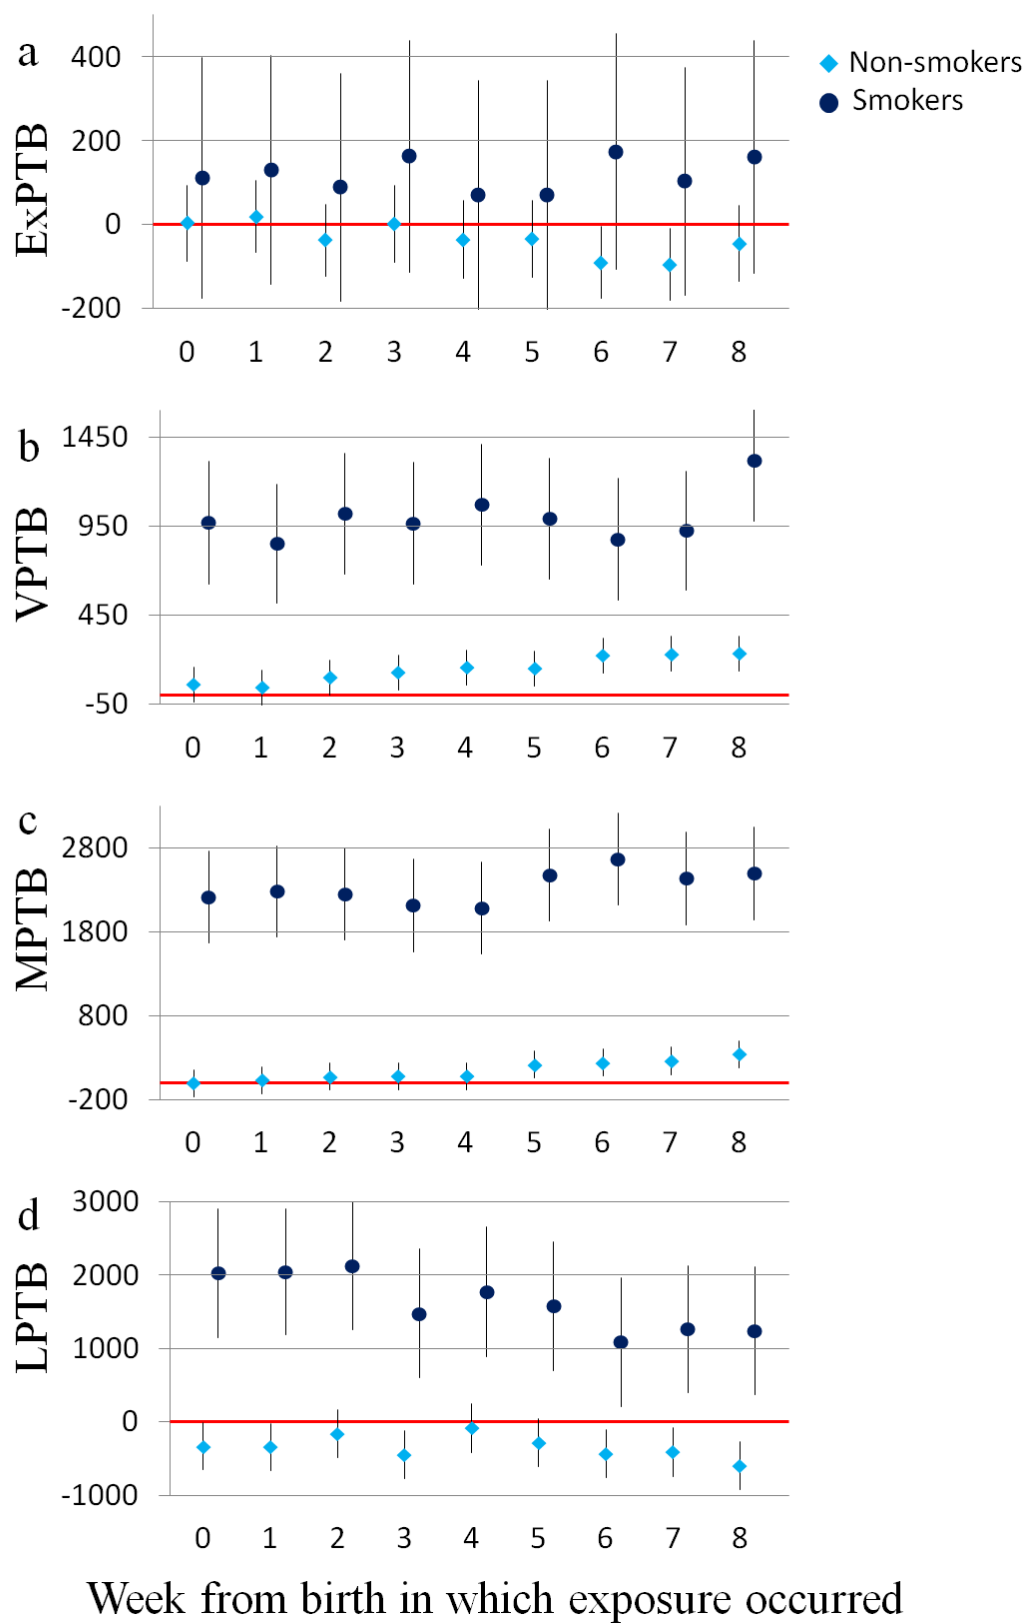 a
ExPTB
400
200
0
-200
0 1 2 3 4 5 6 7 8
Non-smokers
Smokers
b
VPTB
1450
950
450
-50
0 1 2 3 4 5 6 7 8
c
MPTB
2800
1800
800
-200
0 1 2 3 4 5 6 7 8
d
LPTB
3000
2000
1000
0
-1000
0 1 2 3 4 5 6 7 8
Week from birth in which exposure occurred